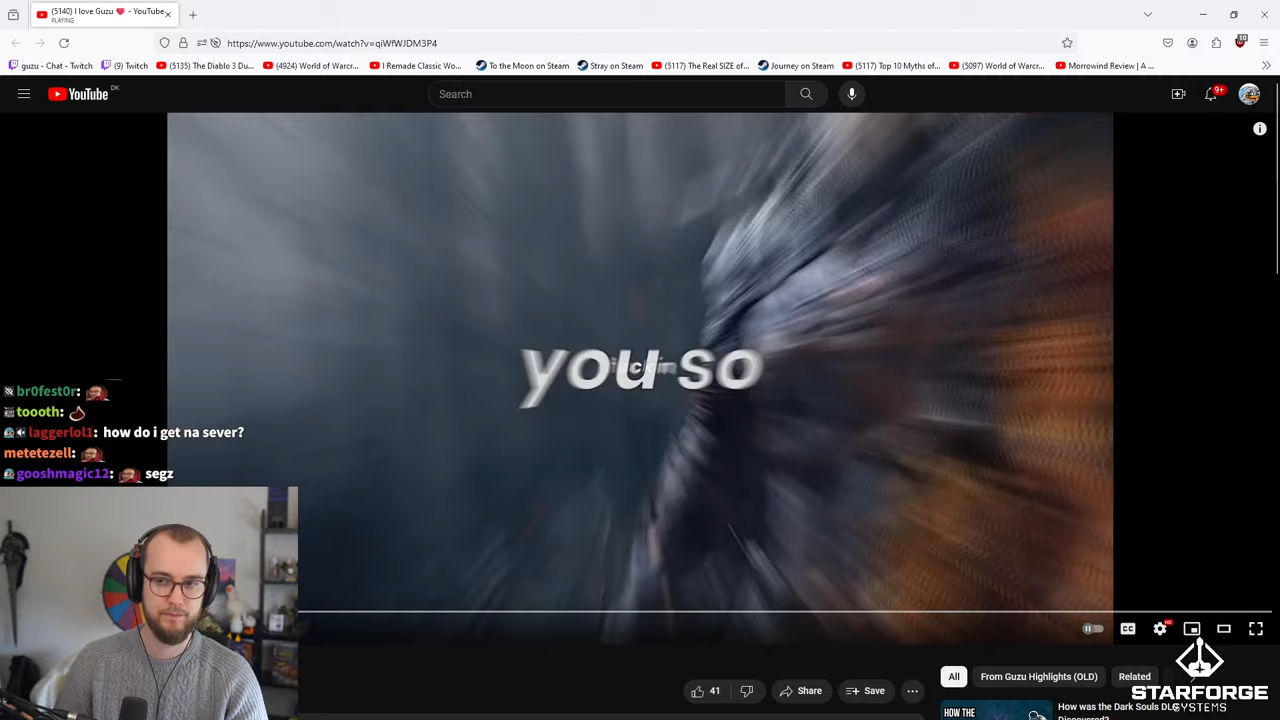 (5140) I love Guzu ❤ - YouTube
PLAYING
https://www.youtube.com/watch?v=qiWfWJDM3P4
guzu - Chat - Twitch
(9) Twitch
(5135) The Diablo 3 Du...
(4924) World of Warcr...
I Remade Classic Wo...
To the Moon on Steam
Stray on Steam
(5117) The Real SIZE of...
Journey on Steam
(5117) Top 10 Myths of...
(5097) World of Warcr...
Morrowind Review | A ...
10
YouTube DK
Search
9+
you so
br0fest0r:
toooth:
laggerlol1: how do i get na sever?
metetezell:
gooshmagic12: segz
CC
HD
41
Share
Save
All
From Guzu Highlights (OLD)
Related
STARFORGE
SYSTEMS
HOW THE
How was the Dark Souls DLC
Discovered?